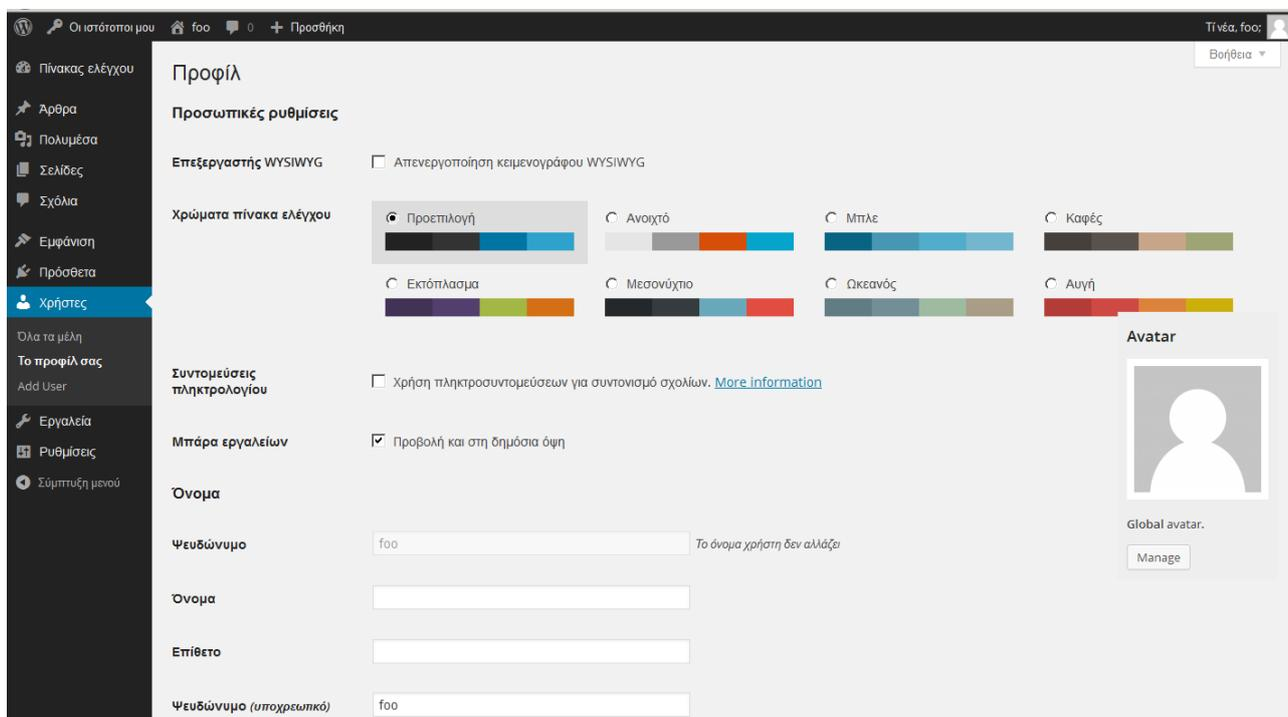 Οι ιστότοποι μου foo 0 Προσθήκη Τί νέα, foo;
Βοήθεια
Πίνακας ελέγχου
Άρθρα
Πολυμέσα
Σελίδες
Σχόλια
Εμφάνιση
Πρόσθετα
Χρήστες
Όλα τα μέλη
Το προφίλ σας
Add User
Εργαλεία
Ρυθμίσεις
Σύμπτυξη μενού
Προφίλ
Προσωπικές ρυθμίσεις
Επεξεργαστής WYSIWYG Απενεργοποίηση κειμενογράφου WYSIWYG
Χρώματα πίνακα ελέγχου Προεπιλογή Ανοιχτό Μπλε Καφές
Εκτόπλασμα Μεσονύχτιο Ωκεανός Αυγή
Συντομεύσεις
πληκτρολογίου
Χρήση πληκτροσυντομεύσεων για συντονισμό σχολίων. More information
Μπάρα εργαλείων Προβολή και στη δημόσια όψη
Όνομα
Ψευδώνυμο foo Το όνομα χρήστη δεν αλλάζει
Όνομα
Επίθετο
Ψευδώνυμο (υποχρεωτικό) foo
Avatar
Global avatar.
Manage